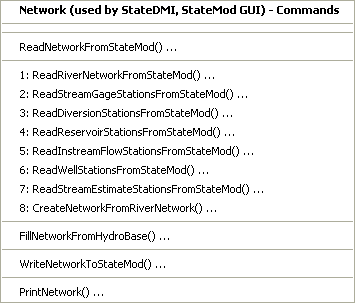 Network (used by StateDMI, StateMod GUI) - Commands
ReadNetworkFromStateMod() ...
1: ReadRiverNetworkFromStateMod() ...
2: ReadStreamGageStationsFromStateMod() ...
3: ReadDiversionStationsFromStateMod() ...
4: ReadReservoirStationsFromStateMod() ...
5: ReadInstreamFlowStationsFromStateMod() ...
6: ReadWellStationsFromStateMod() ...
7: ReadStreamEstimateStationsFromStateMod() ...
8: CreateNetworkFromRiverNetwork() ...
FillNetworkFromHydroBase() ...
WriteNetworkToStateMod() ...
PrintNetwork() ...